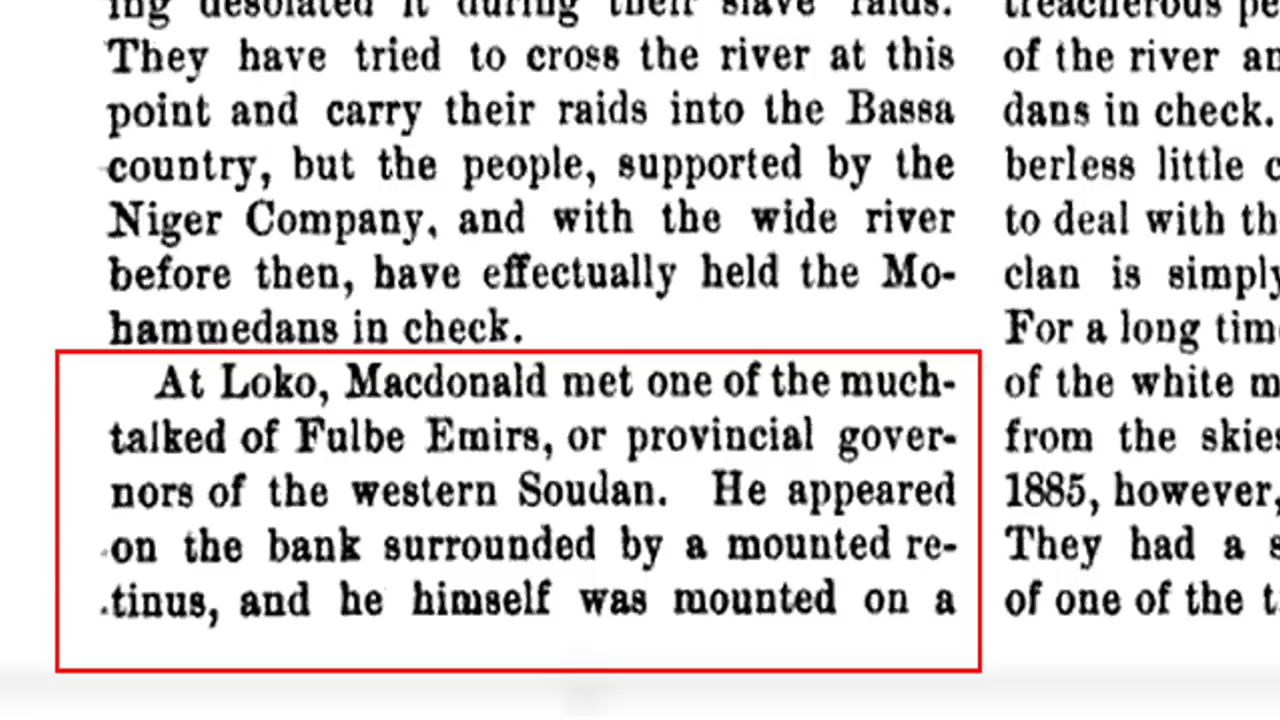 ing desolated it during their slave raids.
They have tried to cross the river at this
point and carry their raids into the Bassa
country, but the people, supported by the
Niger Company, and with the wide river
before then, have effectually held the Mo-
hammedans in check.
At Loko, Macdonald met one of the much-
talked of Fulbe Emirs, or provincial gover-
nors of the western Soudan. He appeared
on the bank surrounded by a mounted re-
tinus, and he himself was mounted on a
treacherous pe
of the river an
dans in check.
berless little c
to deal with th
clan is simply
For a long tim
of the white m
from the skies
1885, however,
They had a s
of one of the t